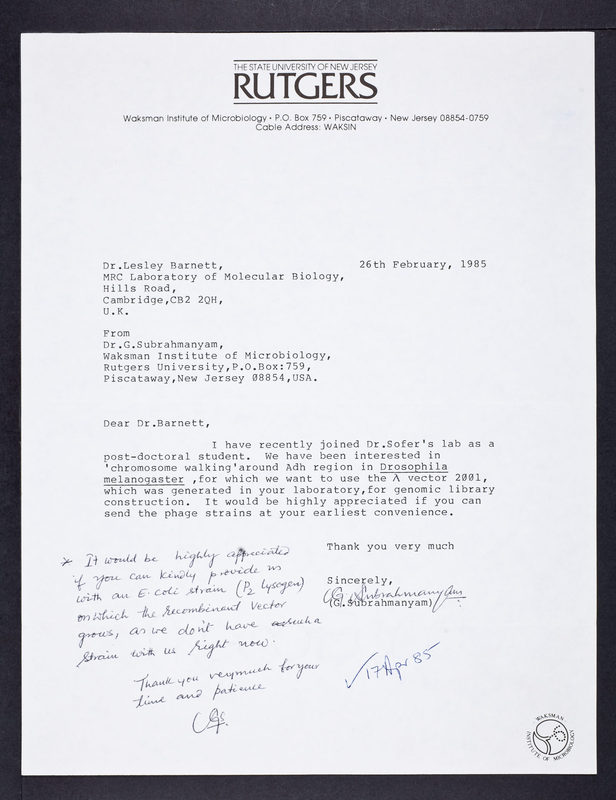 THE STATE UNIVERSITY OF NEW JERSEY
RUTGERS
Waksman Institute of Microbiology • P.O. Box 759 • Piscataway • New Jersey 08854-0759
Cable Address: WAKSIN
Dr.Lesley Barnett, 26th February, 1985
MRC Laboratory of Molecular Biology,
Hills Road,
Cambridge,CB2 2QH,
U.K.
From
Dr.G.Subrahmanyam,
Waksman Institute of Microbiology,
Rutgers University,P.O.Box:759,
Piscataway,New Jersey 08854,USA.
Dear Dr.Barnett,
I have recently joined Dr.Sofer's lab as a
post-doctoral student. We have been interested in
'chromosome walking'around Adh region in Drosophila
melanogaster ,for which we want to use the Λ vector 2001,
which was generated in your laboratory,for genomic library
construction. It would be highly appreciated if you can
send the phage strains at your earliest convenience.
Thank you very much
Sincerely,
G. Subrahmanyam
(G.Subrahmanyam)
* It would be highly appreciated
if you can kindly provide us
with an E. coli strain (P2 lysogen)
on which the recombinant vector
grows, as we don't have such a
strain with us right now.
Thank you very much for your
time and patience
GS.
✓ 17 Apr 85
WAKSMAN
INSTITUTE OF MICROBIOLOGY